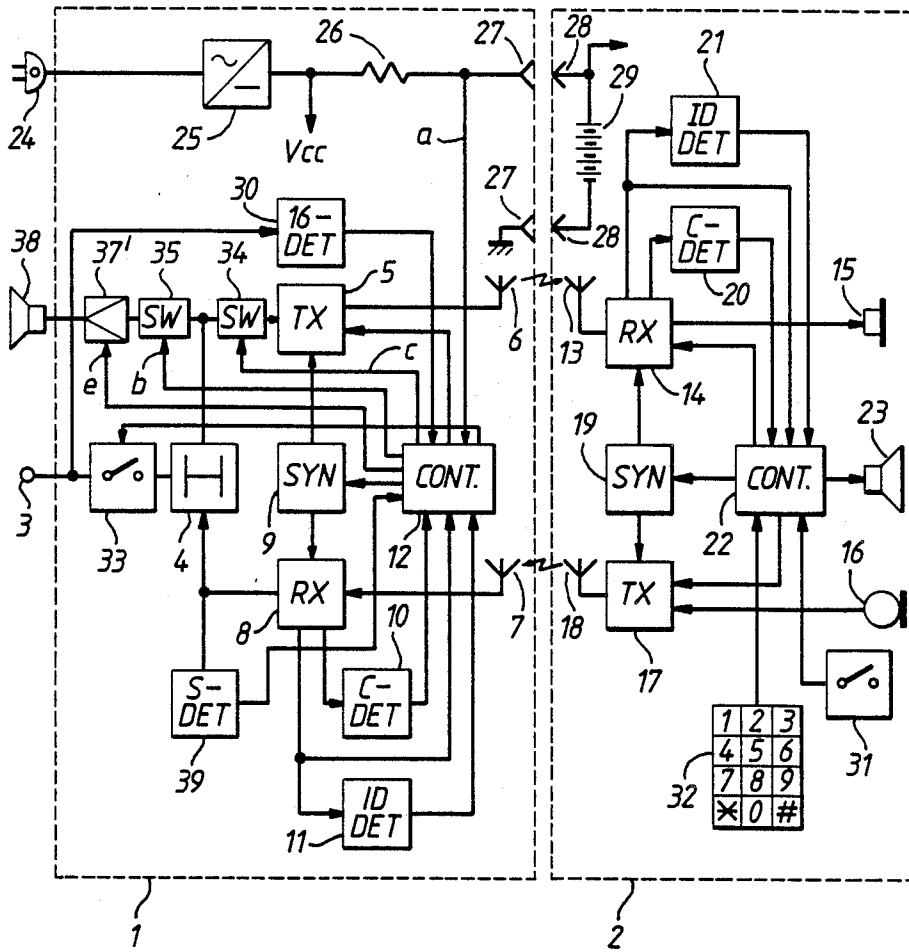 26
27
28
21
29
ID
DET
24
25
Vcc
a
30
16-
DET
27
28
C-
DET
20
38
37'
35
34
5
15
SW
SW
TX
6
13
RX
14
e
b
c
19
23
3
SYN
CONT.
SYN
CONT.
33
4
9
12
22
RX
8
7
18
TX
17
16
10
S-
DET
39
C-
DET
1 2 3
4 5 6
7 8 9
* 0 #
32
31
ID
DET
11
1
2